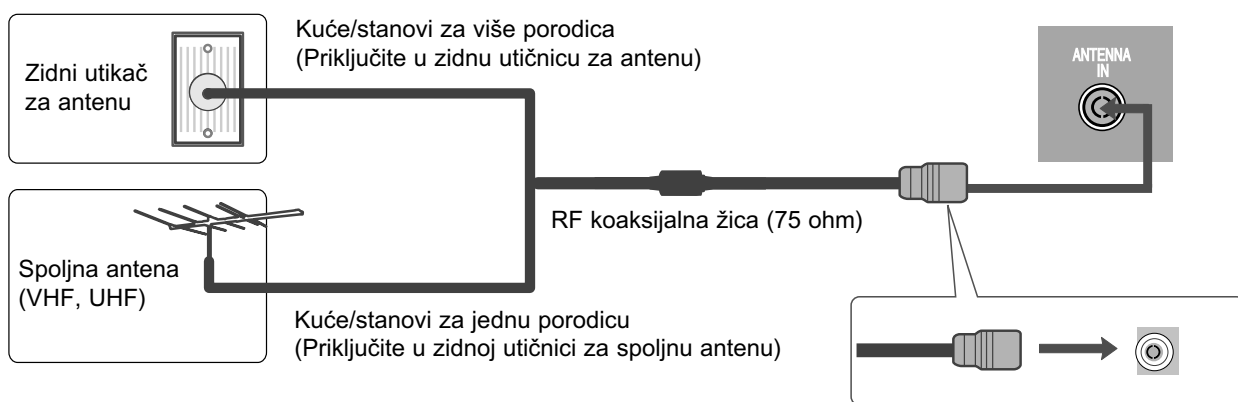 Kuće/stanovi za više porodica
(Priključite u zidnu utičnicu za antenu)
Zidni utikač
za antenu
ANTENNA
IN
RF koaksijalna žica (75 ohm)
Spoljna antena
(VHF, UHF)
Kuće/stanovi za jednu porodicu
(Priključite u zidnoj utičnici za spoljnu antenu)